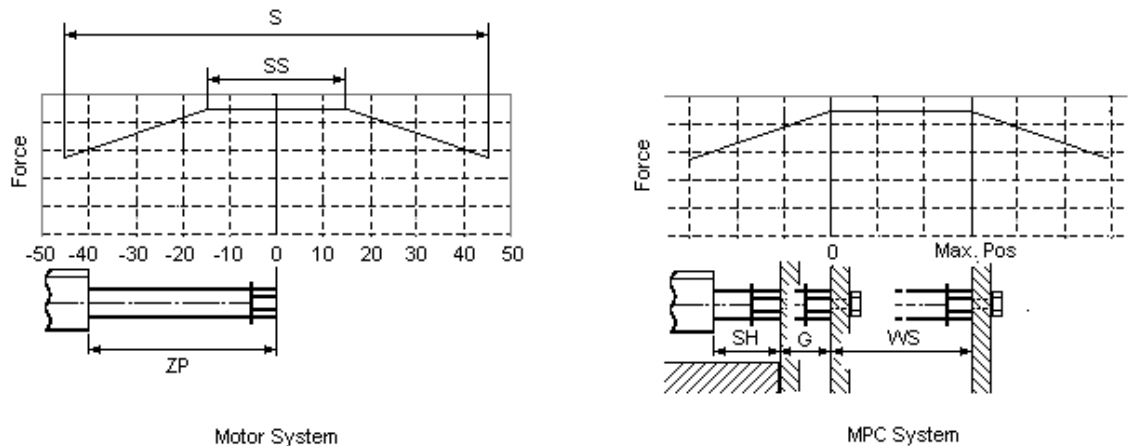 S
SS
Force
-50 -40 -30 -20 -10 0 10 20 30 40 50
ZP
Motor System
Force
0 Max. Pos
SH G WS
MPC System